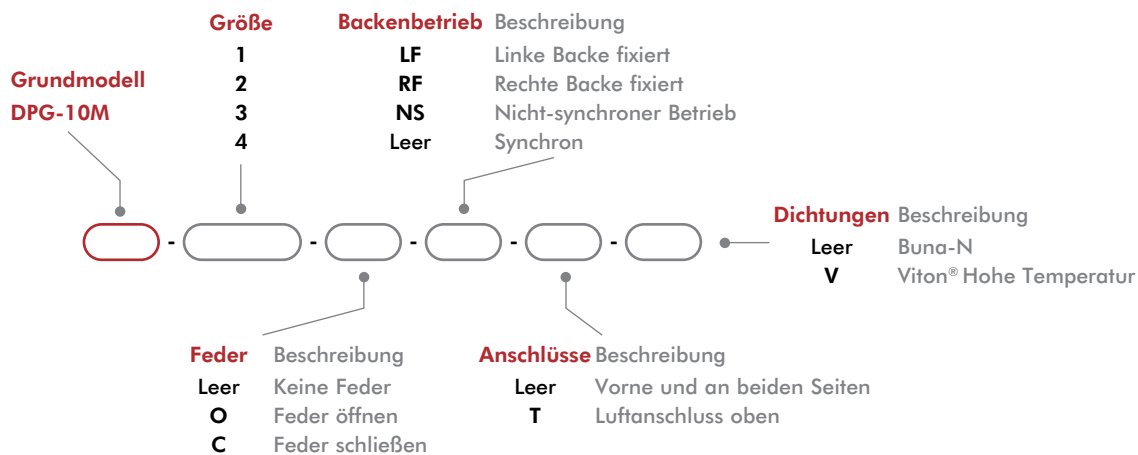 Größe Backenbetrieb Beschreibung
1 LF Linke Backe fixiert
Grundmodell 2 RF Rechte Backe fixiert
DPG-10M 3 NS Nicht-synchroner Betrieb
4 Leer Synchron
- - - - -
Dichtungen Beschreibung
Leer Buna-N
V Viton® Hohe Temperatur
Feder Beschreibung
Leer Keine Feder
O Feder öffnen
C Feder schließen
Anschlüsse Beschreibung
Leer Vorne und an beiden Seiten
T Luftanschluss oben